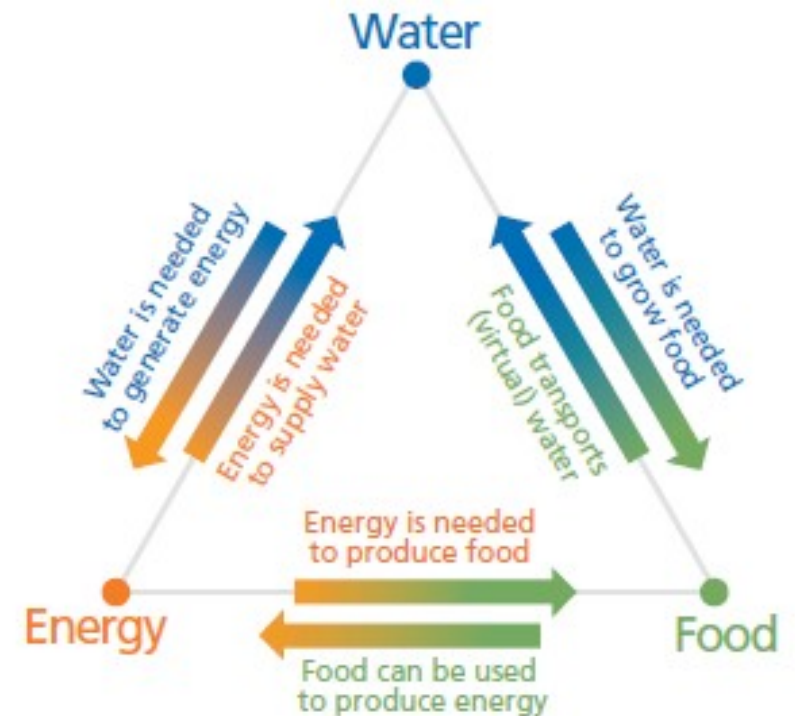 Water
Water is needed
to generate energy
Energy is needed
to supply water
Food transports
(virtual) water
Water is needed
to grow food
Energy is needed
to produce food
Energy
Food
Food can be used
to produce energy